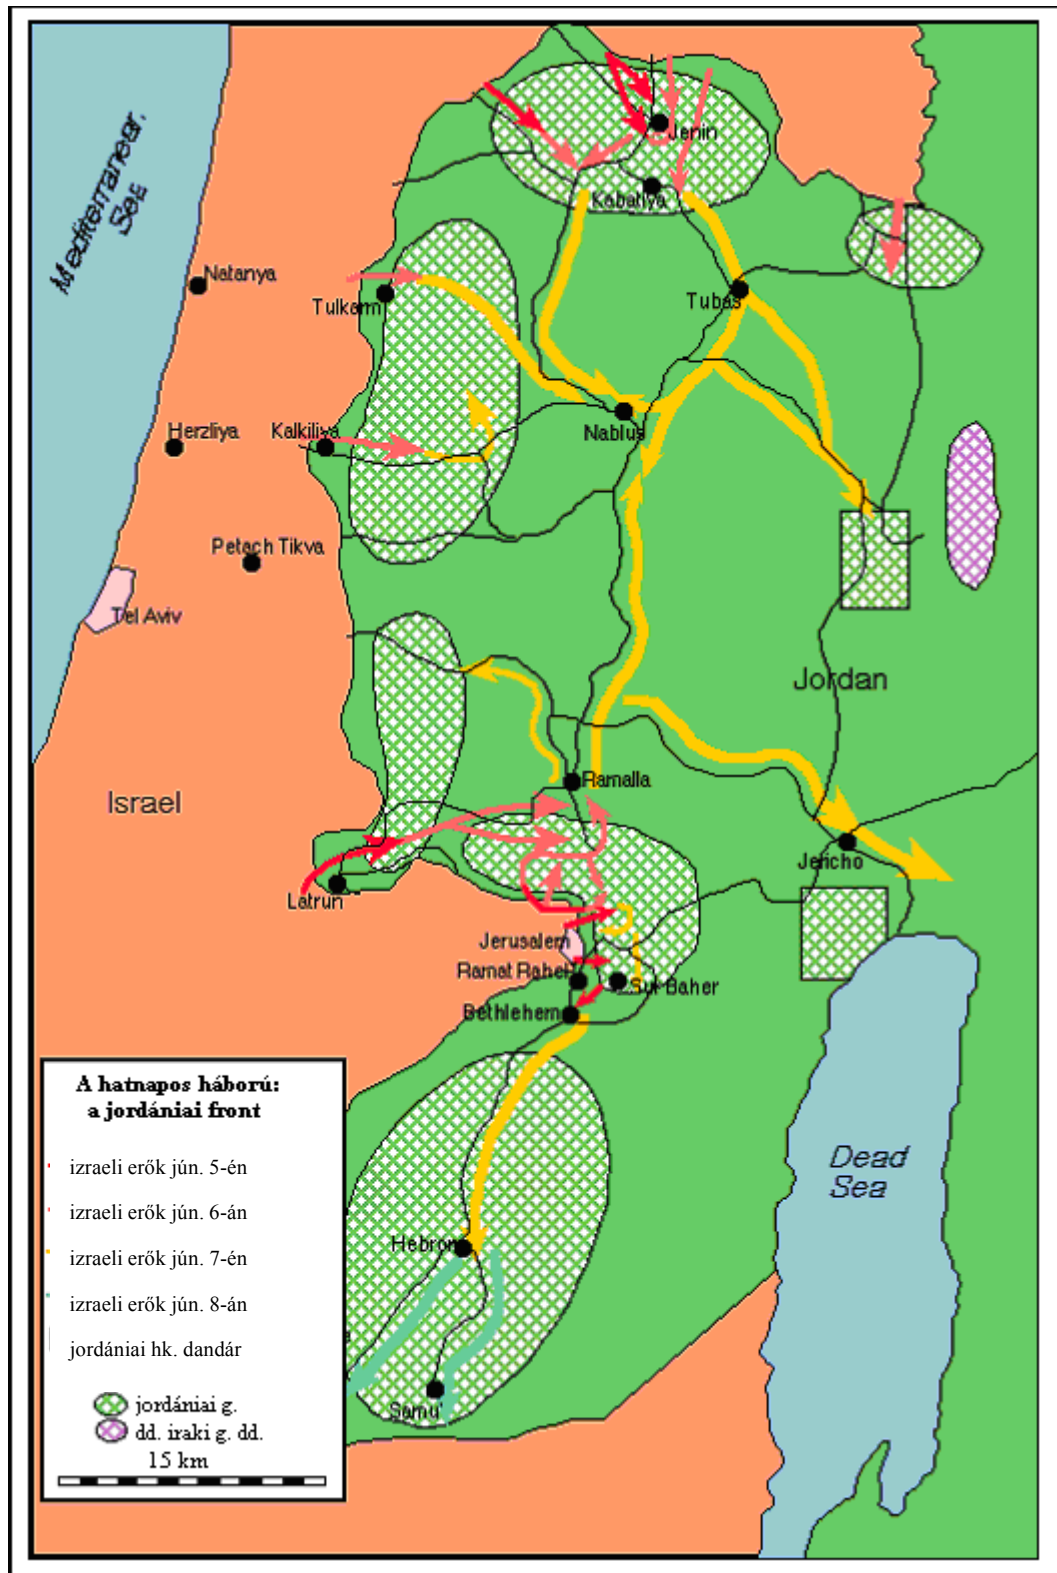 Mediterranear.
SeE
Jenin
Kabatiya
Natanya
Tulkarm
Tubas
Herzliya
Kalkiliya
Nablus
Petach Tikva
Tel Aviv
Jordan
Ramalla
Israel
Jericho
Latrun
Jerusalem
Ramat Rahel
Sur Baher
Bethlehem
A hatnapos háború:
a jordániai front
izraeli erők jún. 5-én
izraeli erők jún. 6-án
izraeli erők jún. 7-én
izraeli erők jún. 8-án
jordániai hk. dandár
jordániai g.
dd. iraki g. dd.
15 km
Dead
Sea
Hebron
Samu'